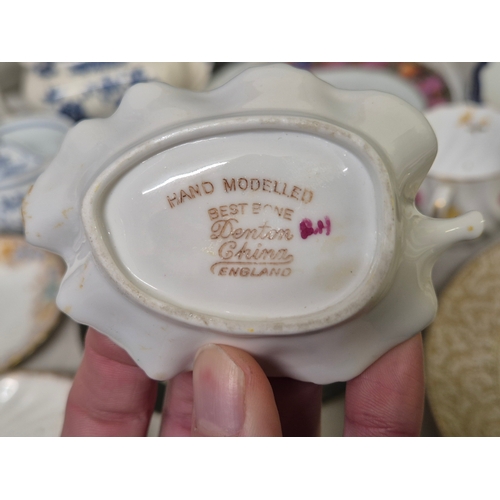 HAND MODELLED
BEST BONE
Denton
China
ENGLAND
B.H